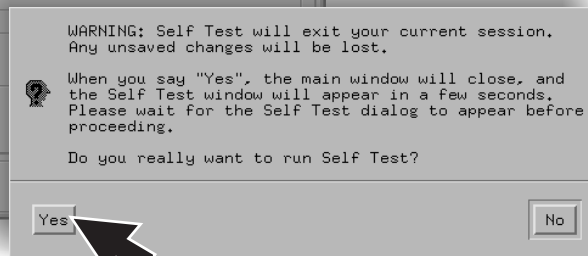 WARNING: Self Test will exit your current session.
Any unsaved changes will be lost.
When you say "Yes", the main window will close, and
the Self Test window will appear in a few seconds.
Please wait for the Self Test dialog to appear before
proceeding.
Do you really want to run Self Test?
Yes
No